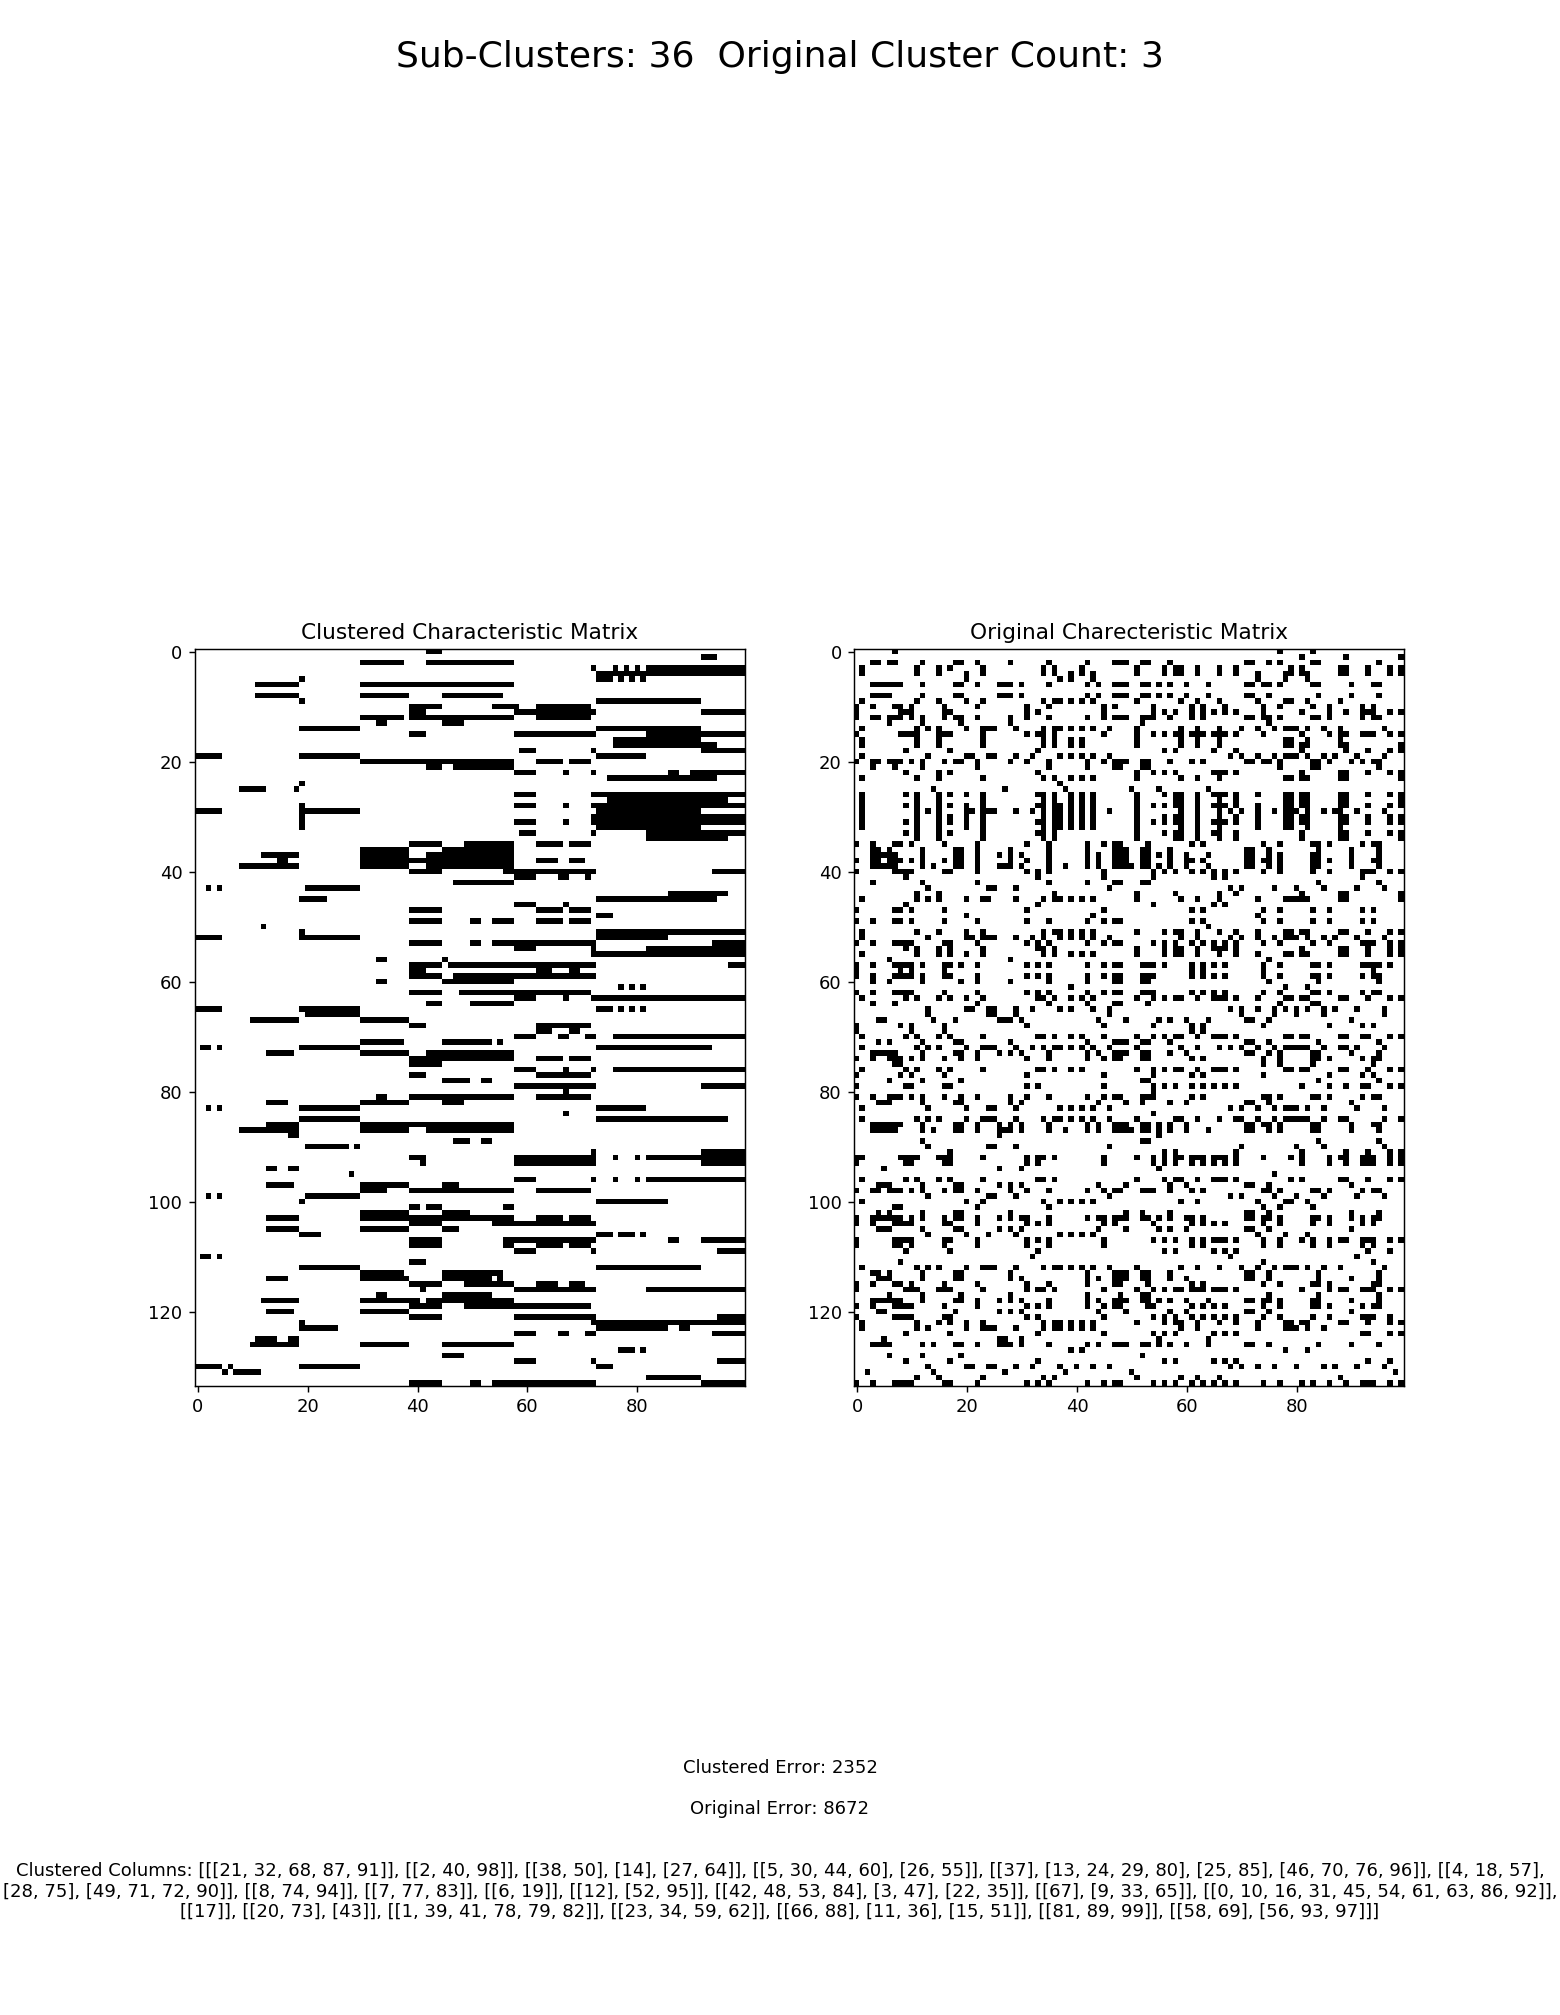 Sub-Clusters: 36  Original Cluster Count: 3
Clustered Characteristic Matrix
Original Charecteristic Matrix
0
20
40
60
80
100
120
0 20 40 60 80
0
20
40
60
80
100
120
0 20 40 60 80
Clustered Error: 2352
Original Error: 8672
Clustered Columns: [[[21, 32, 68, 87, 91]], [[2, 40, 98]], [[38, 50], [14], [27, 64]], [[5, 30, 44, 60], [26, 55]], [[37], [13, 24, 29, 80], [25, 85], [46, 70, 76, 96]], [[4, 18, 57],
[28, 75], [49, 71, 72, 90]], [[8, 74, 94]], [[7, 77, 83]], [[6, 19]], [[12], [52, 95]], [[42, 48, 53, 84], [3, 47], [22, 35]], [[67], [9, 33, 65]], [[0, 10, 16, 31, 45, 54, 61, 63, 86, 92]],
[[17]], [[20, 73], [43]], [[1, 39, 41, 78, 79, 82]], [[23, 34, 59, 62]], [[66, 88], [11, 36], [15, 51]], [[81, 89, 99]], [[58, 69], [56, 93, 97]]]